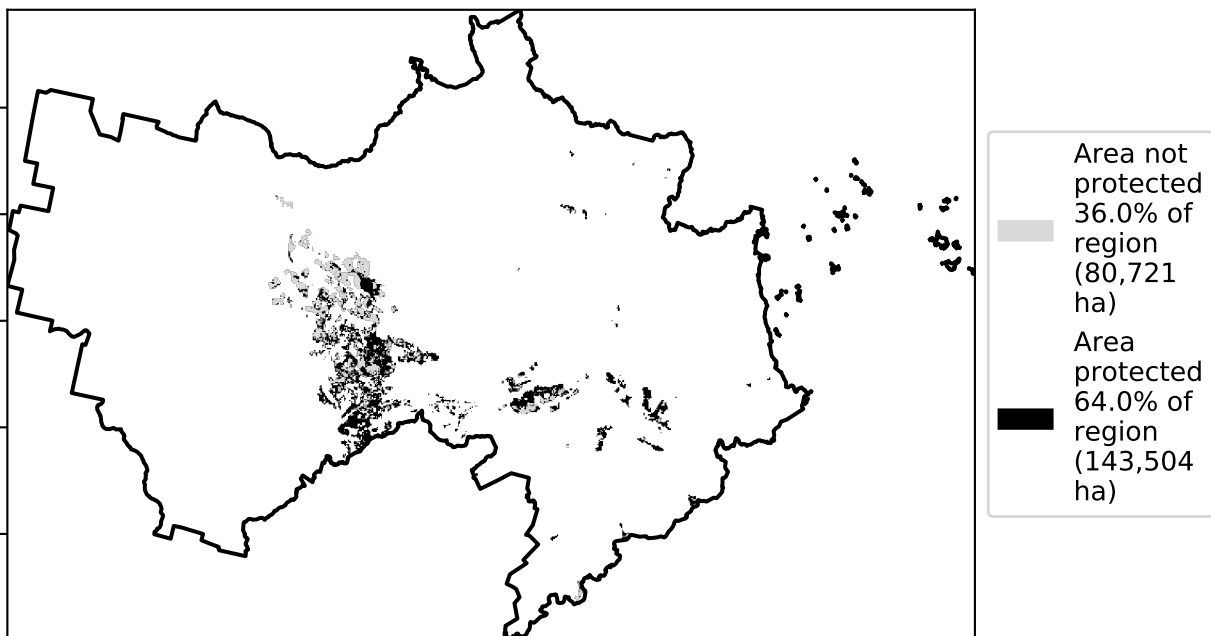 Area not
protected
36.0% of
region
(80,721
ha)
Area
protected
64.0% of
region
(143,504
ha)